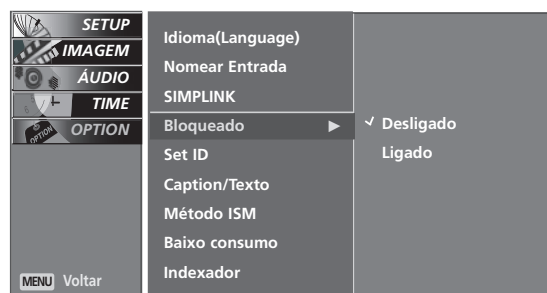 SETUP
IMAGEM
ÁUDIO
TIME
OPTION
OPTION
MENU Voltar
Idioma(Language)
Nomear Entrada
SIMPLINK
Bloqueado ▶
Set ID
Caption/Texto
Método ISM
Baixo consumo
Indexador
✓ Desligado
Ligado